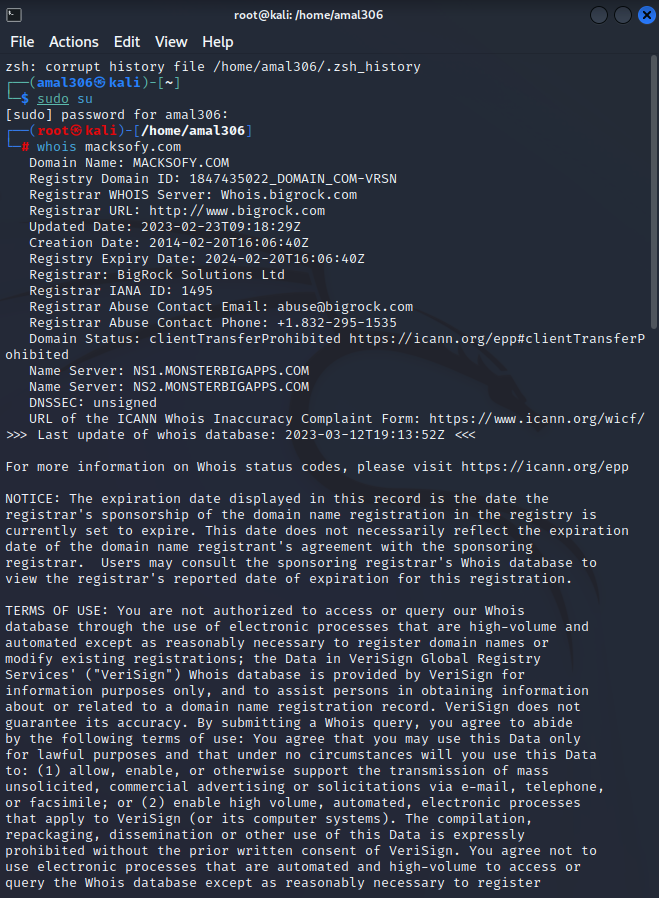 root@kali: /home/amal306
File Actions Edit View Help
zsh: corrupt history file /home/amal306/.zsh_history
┌──(amal306㉿kali)-[~]
└─$ sudo su
[sudo] password for amal306:
┌──(root㉿kali)-[/home/amal306]
└─# whois macksofy.com
   Domain Name: MACKSOFY.COM
   Registry Domain ID: 1847435022_DOMAIN_COM-VRSN
   Registrar WHOIS Server: Whois.bigrock.com
   Registrar URL: http://www.bigrock.com
   Updated Date: 2023-02-23T09:18:29Z
   Creation Date: 2014-02-20T16:06:40Z
   Registry Expiry Date: 2024-02-20T16:06:40Z
   Registrar: BigRock Solutions Ltd
   Registrar IANA ID: 1495
   Registrar Abuse Contact Email: abuse@bigrock.com
   Registrar Abuse Contact Phone: +1.832-295-1535
   Domain Status: clientTransferProhibited https://icann.org/epp#clientTransferP
ohibited
   Name Server: NS1.MONSTERBIGAPPS.COM
   Name Server: NS2.MONSTERBIGAPPS.COM
   DNSSEC: unsigned
   URL of the ICANN Whois Inaccuracy Complaint Form: https://www.icann.org/wicf/
>>> Last update of whois database: 2023-03-12T19:13:52Z <<<

For more information on Whois status codes, please visit https://icann.org/epp

NOTICE: The expiration date displayed in this record is the date the
registrar's sponsorship of the domain name registration in the registry is
currently set to expire. This date does not necessarily reflect the expiration
date of the domain name registrant's agreement with the sponsoring
registrar.  Users may consult the sponsoring registrar's Whois database to
view the registrar's reported date of expiration for this registration.

TERMS OF USE: You are not authorized to access or query our Whois
database through the use of electronic processes that are high-volume and
automated except as reasonably necessary to register domain names or
modify existing registrations; the Data in VeriSign Global Registry
Services' ("VeriSign") Whois database is provided by VeriSign for
information purposes only, and to assist persons in obtaining information
about or related to a domain name registration record. VeriSign does not
guarantee its accuracy. By submitting a Whois query, you agree to abide
by the following terms of use: You agree that you may use this Data only
for lawful purposes and that under no circumstances will you use this Data
to: (1) allow, enable, or otherwise support the transmission of mass
unsolicited, commercial advertising or solicitations via e-mail, telephone,
or facsimile; or (2) enable high volume, automated, electronic processes
that apply to VeriSign (or its computer systems). The compilation,
repackaging, dissemination or other use of this Data is expressly
prohibited without the prior written consent of VeriSign. You agree not to
use electronic processes that are automated and high-volume to access or
query the Whois database except as reasonably necessary to register